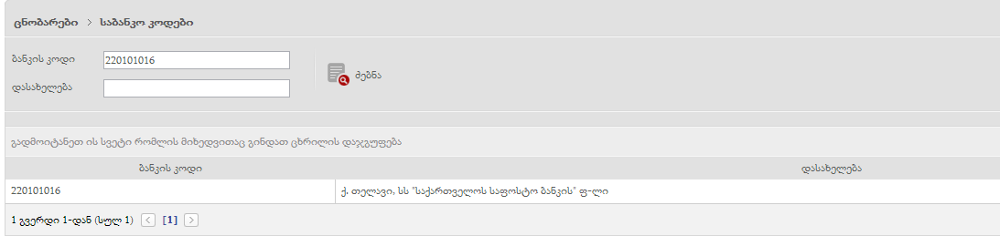 ცნობარები > საბანკო კოდები
ბანკის კოდი 220101016
დასახელება
ძებნა
გადმოიტანეთ ის სვეტი რომლის მიხედვითაც გინდათ ცხრილის დაჯგუფება
ბანკის კოდი დასახელება
220101016 ქ. თელავი, სს "საქართველოს საფოსტო ბანკის" ფ-ლი
1 გვერდი 1-დან (სულ 1) < [1] >